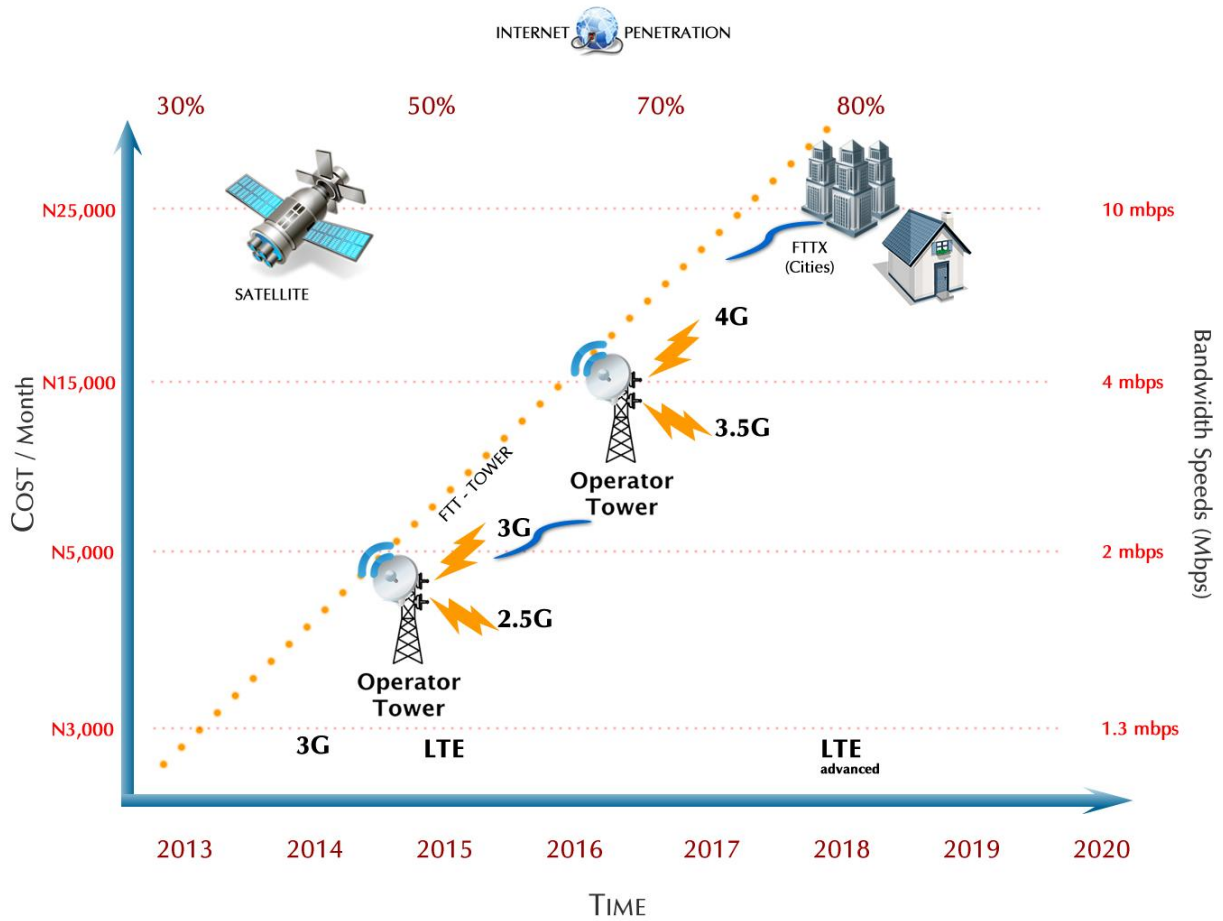 INTERNET PENETRATION
30% 50% 70% 80%
N25,000
10 mbps
SATELLITE
FTTX
(Cities)
4G
N15,000
4 mbps
3.5G
Operator
Tower
FTT - TOWER
3G
N5,000
2 mbps
2.5G
Operator
Tower
N3,000
1.3 mbps
3G
LTE
LTE
advanced
COST / Month
Bandwidth Speeds (Mbps)
2013 2014 2015 2016 2017 2018 2019 2020
TIME